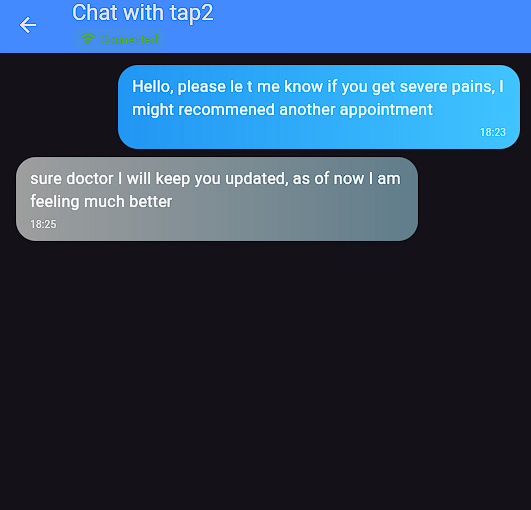 Chat with tap2
Connected
Hello, please le t me know if you get severe pains, I
might recommened another appointment
18:23
sure doctor I will keep you updated, as of now I am
feeling much better
18:25